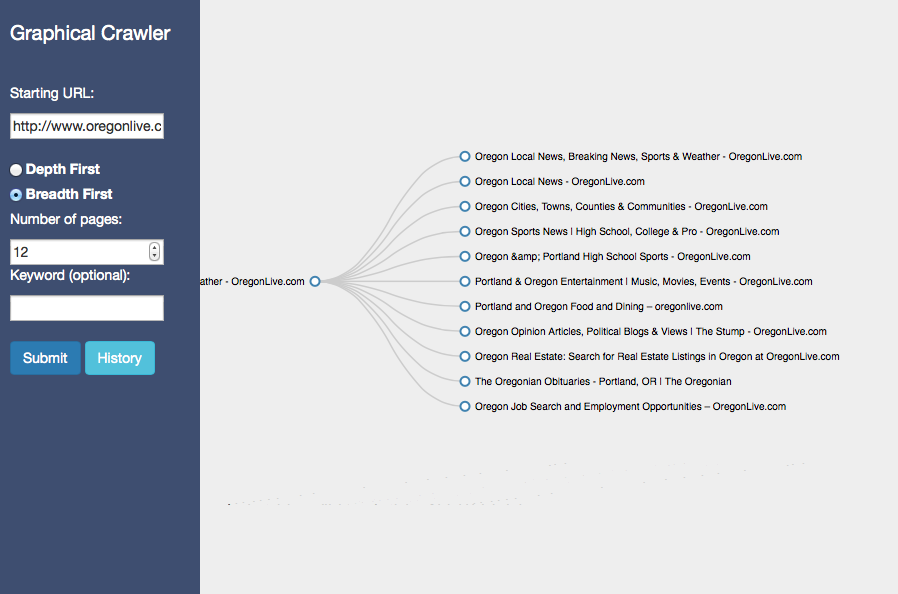 Graphical Crawler
Starting URL:
http://www.oregonlive.c
Depth First
Breadth First
Number of pages:
12
Keyword (optional):
Submit
History
ather - OregonLive.com
Oregon Local News, Breaking News, Sports & Weather - OregonLive.com
Oregon Local News - OregonLive.com
Oregon Cities, Towns, Counties & Communities - OregonLive.com
Oregon Sports News | High School, College & Pro - OregonLive.com
Oregon &amp; Portland High School Sports - OregonLive.com
Portland & Oregon Entertainment | Music, Movies, Events - OregonLive.com
Portland and Oregon Food and Dining – oregonlive.com
Oregon Opinion Articles, Political Blogs & Views | The Stump - OregonLive.com
Oregon Real Estate: Search for Real Estate Listings in Oregon at OregonLive.com
The Oregonian Obituaries - Portland, OR | The Oregonian
Oregon Job Search and Employment Opportunities – OregonLive.com